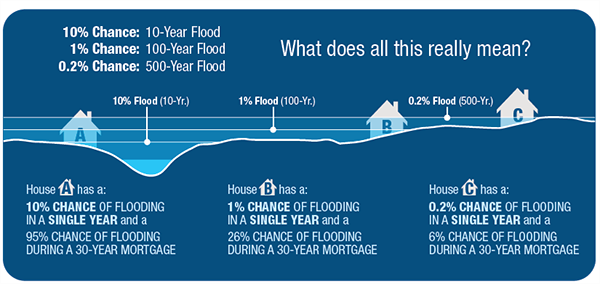 10% Chance: 10-Year Flood
1% Chance: 100-Year Flood
0.2% Chance: 500-Year Flood
What does all this really mean?
10% Flood (10-Yr.)
1% Flood (100-Yr.)
0.2% Flood (500-Yr.)
A
B
C
House A has a:
10% CHANCE OF FLOODING
IN A SINGLE YEAR and a
95% CHANCE OF FLOODING
DURING A 30-YEAR MORTGAGE
House B has a:
1% CHANCE OF FLOODING
IN A SINGLE YEAR and a
26% CHANCE OF FLOODING
DURING A 30-YEAR MORTGAGE
House C has a:
0.2% CHANCE OF FLOODING
IN A SINGLE YEAR and a
6% CHANCE OF FLOODING
DURING A 30-YEAR MORTGAGE